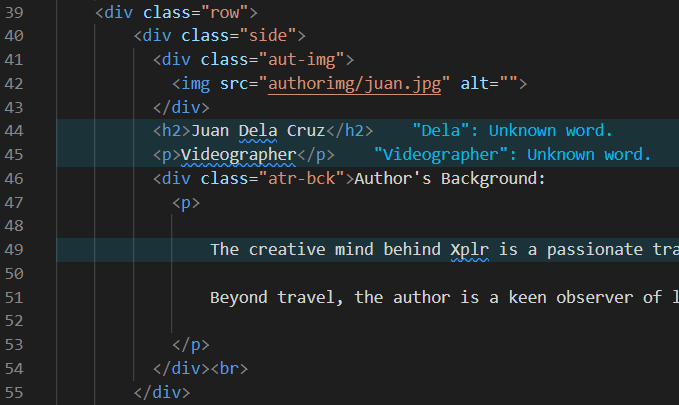 39 <div class="row">
40 <div class="side">
41 <div class="aut-img">
42 <img src="authorimg/juan.jpg" alt="">
43 </div>
44 <h2>Juan Dela Cruz</h2> "Dela": Unknown word.
45 <p>Videographer</p> "Videographer": Unknown word.
46 <div class="atr-bck">Author's Background:
47 <p>
48
49 The creative mind behind Xplr is a passionate tra
50
51 Beyond travel, the author is a keen observer of l
52
53 </p>
54 </div><br>
55 </div>